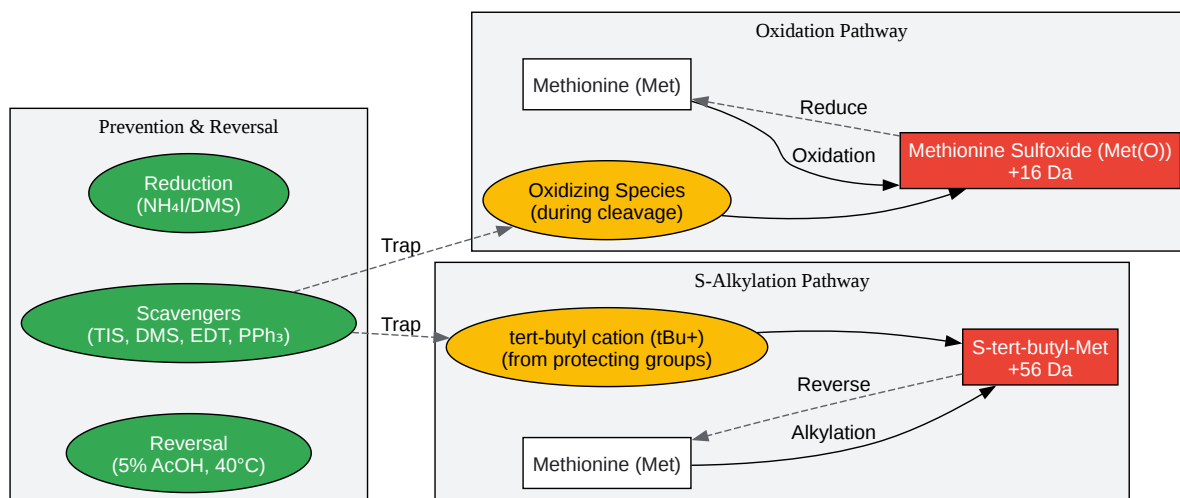 Prevention & Reversal
Reduction
(NH₄I/DMS)
Scavengers
(TIS, DMS, EDT, PPh₃)
Reversal
(5% AcOH, 40°C)
Trap
Trap
Oxidation Pathway
Methionine (Met)
Reduce
Oxidation
Methionine Sulfoxide (Met(O))
+16 Da
Oxidizing Species
(during cleavage)
S-Alkylation Pathway
tert-butyl cation (tBu+)
(from protecting groups)
S-tert-butyl-Met
+56 Da
Reverse
Alkylation
Methionine (Met)